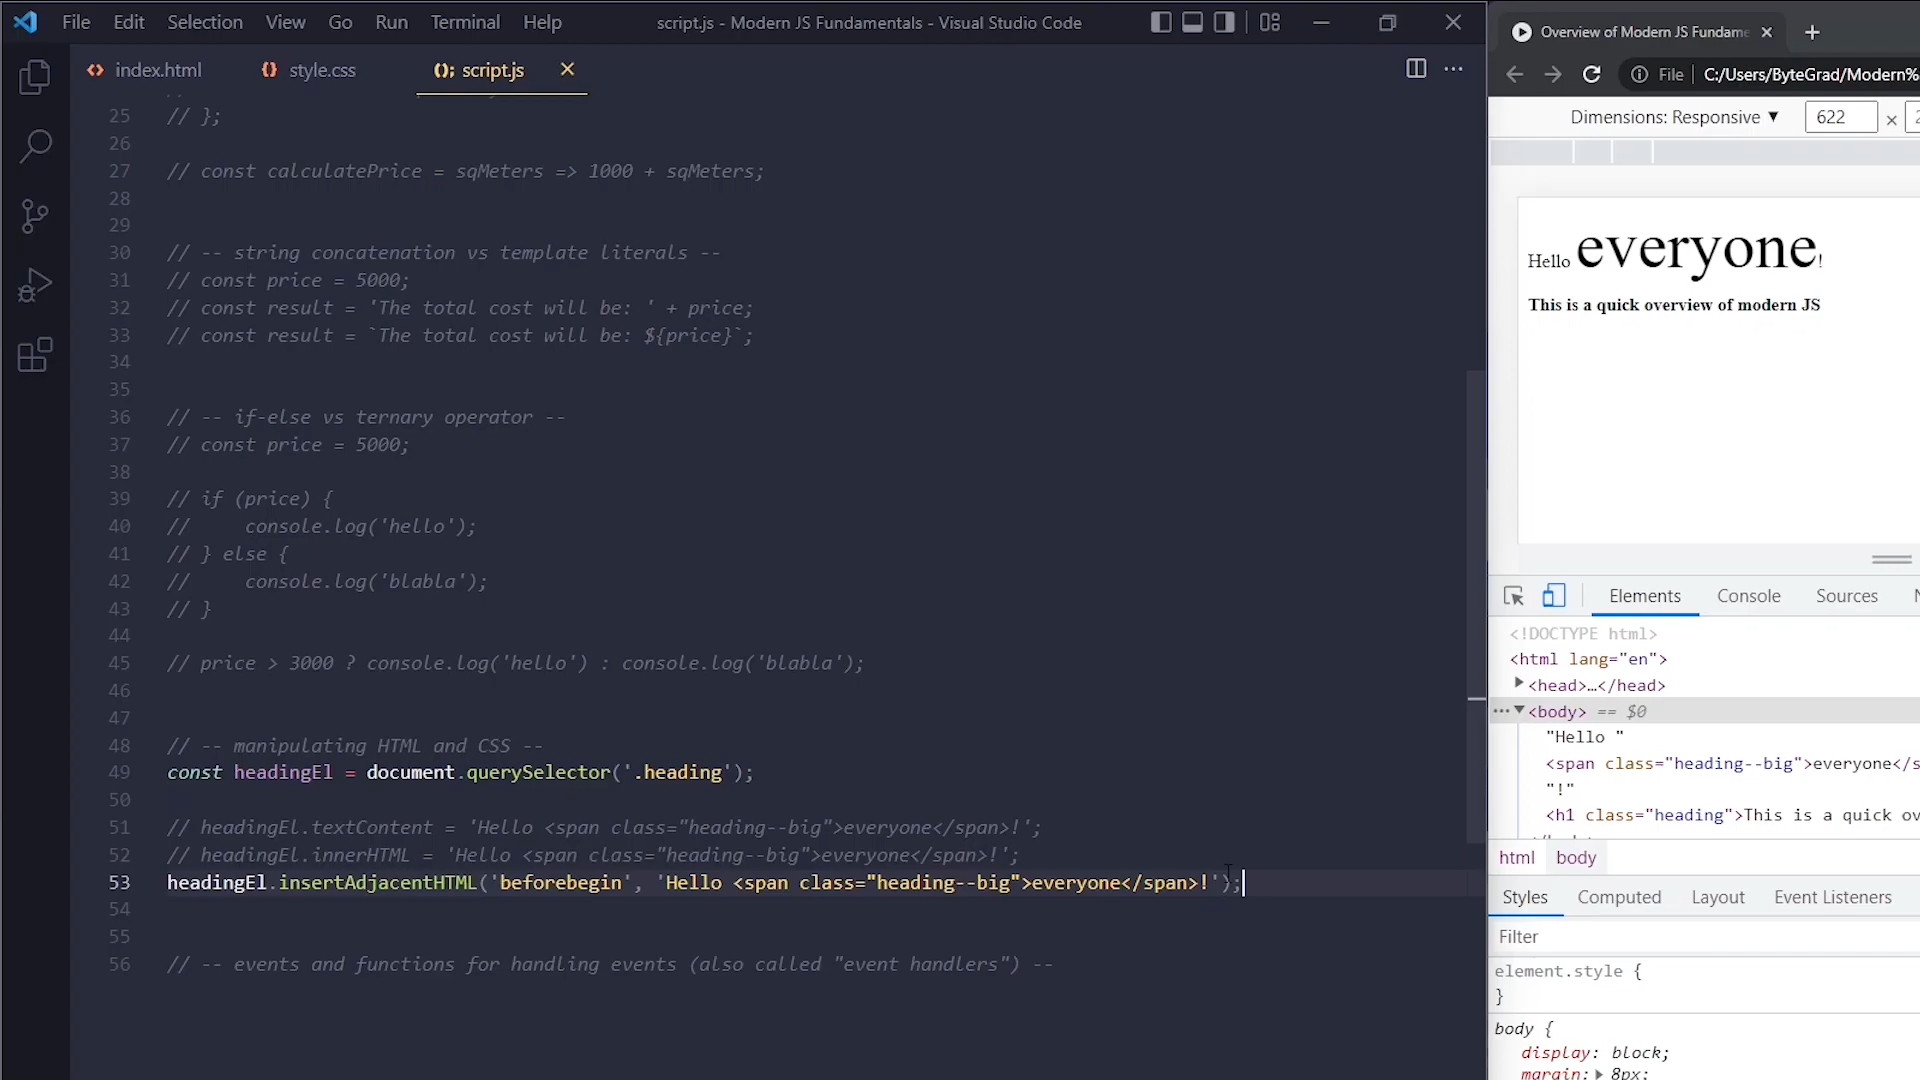 File Edit Selection View Go Run Terminal Help
script.js - Modern JS Fundamentals - Visual Studio Code
index.html
style.css
script.js
25 // };
26
27 // const calculatePrice = sqMeters => 1000 + sqMeters;
28
29
30 // -- string concatenation vs template literals --
31 // const price = 5000;
32 // const result = 'The total cost will be: ' + price;
33 // const result = `The total cost will be: ${price}`;
34
35
36 // -- if-else vs ternary operator --
37 // const price = 5000;
38
39 // if (price) {
40 //     console.log('hello');
41 // } else {
42 //     console.log('blabla');
43 // }
44
45 // price > 3000 ? console.log('hello') : console.log('blabla');
46
47
48 // -- manipulating HTML and CSS --
49 const headingEl = document.querySelector('.heading');
50
51 // headingEl.textContent = 'Hello <span class="heading--big">everyone</span>!';
52 // headingEl.innerHTML = 'Hello <span class="heading--big">everyone</span>!';
53 headingEl.insertAdjacentHTML('beforebegin', 'Hello <span class="heading--big">everyone</span>!');
54
55
56 // -- events and functions for handling events (also called "event handlers") --
Overview of Modern JS Fundame
File C:/Users/ByteGrad/Modern%
Dimensions: Responsive ▼ 622 ×
Hello everyone!
This is a quick overview of modern JS
Elements Console Sources
<!DOCTYPE html>
<html lang="en">
<head>…</head>
<body> == $0
"Hello "
<span class="heading--big">everyone</s
"!"
<h1 class="heading">This is a quick ov
html body
Styles Computed Layout Event Listeners
Filter
element.style {
}
body {
display: block;
margin: 8px;